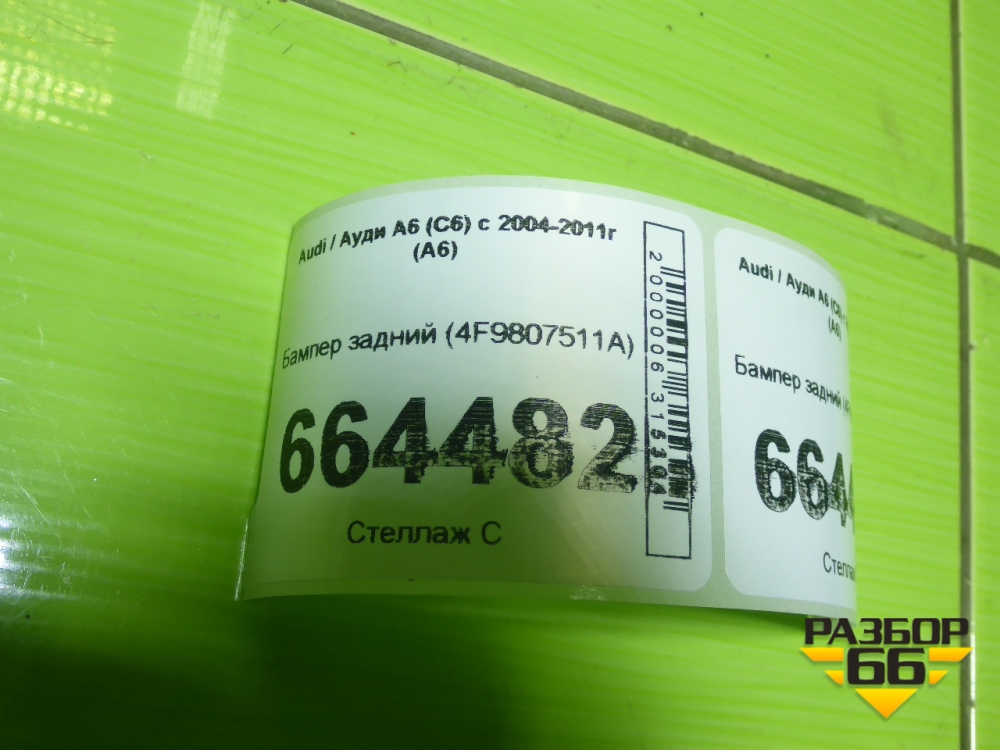 Audi / Ауди А6 (С6) с 2004-2011г
(А6)
Бампер задний (4F9807511A)
664482
Стеллаж С
Audi / Ауди А6
(А6)
Бампер задний
РАЗБОР
66